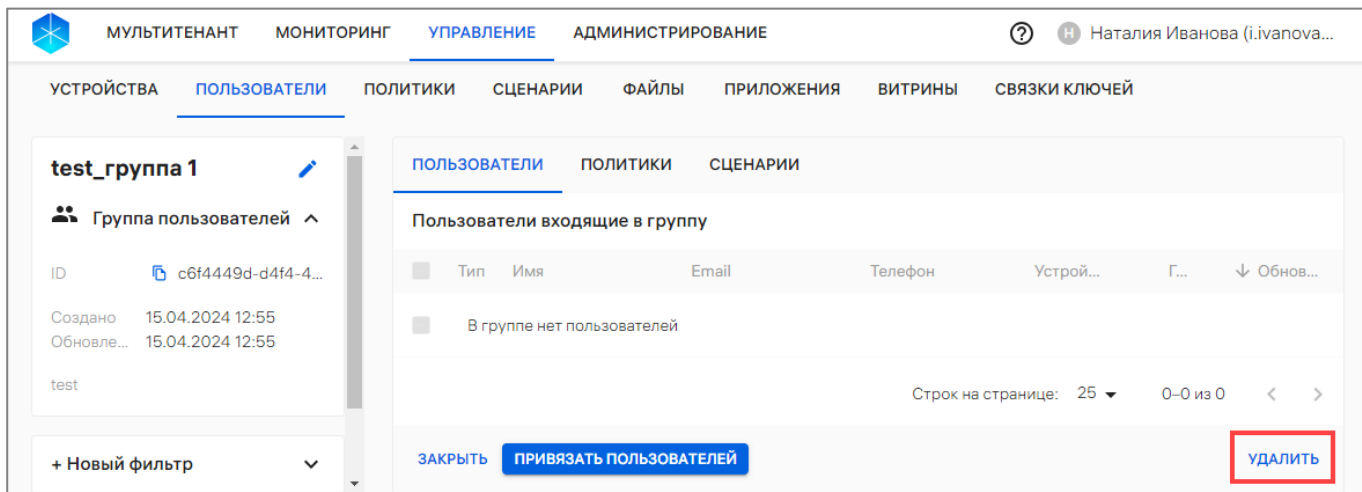 МУЛЬТИТЕНАНТ МОНИТОРИНГ УПРАВЛЕНИЕ АДМИНИСТРИРОВАНИЕ Н Наталия Иванова (i.ivanova...
УСТРОЙСТВА ПОЛЬЗОВАТЕЛИ ПОЛИТИКИ СЦЕНАРИИ ФАЙЛЫ ПРИЛОЖЕНИЯ ВИТРИНЫ СВЯЗКИ КЛЮЧЕЙ
test_группа 1
Группа пользователей
ID c6f4449d-d4f4-4...
Создано 15.04.2024 12:55
Обновле... 15.04.2024 12:55
test
+ Новый фильтр
ПОЛЬЗОВАТЕЛИ ПОЛИТИКИ СЦЕНАРИИ
Пользователи входящие в группу
Тип Имя Email Телефон Устрой... Г... Обнов...
В группе нет пользователей
Строк на странице: 25 0–0 из 0
ЗАКРЫТЬ ПРИВЯЗАТЬ ПОЛЬЗОВАТЕЛЕЙ УДАЛИТЬ